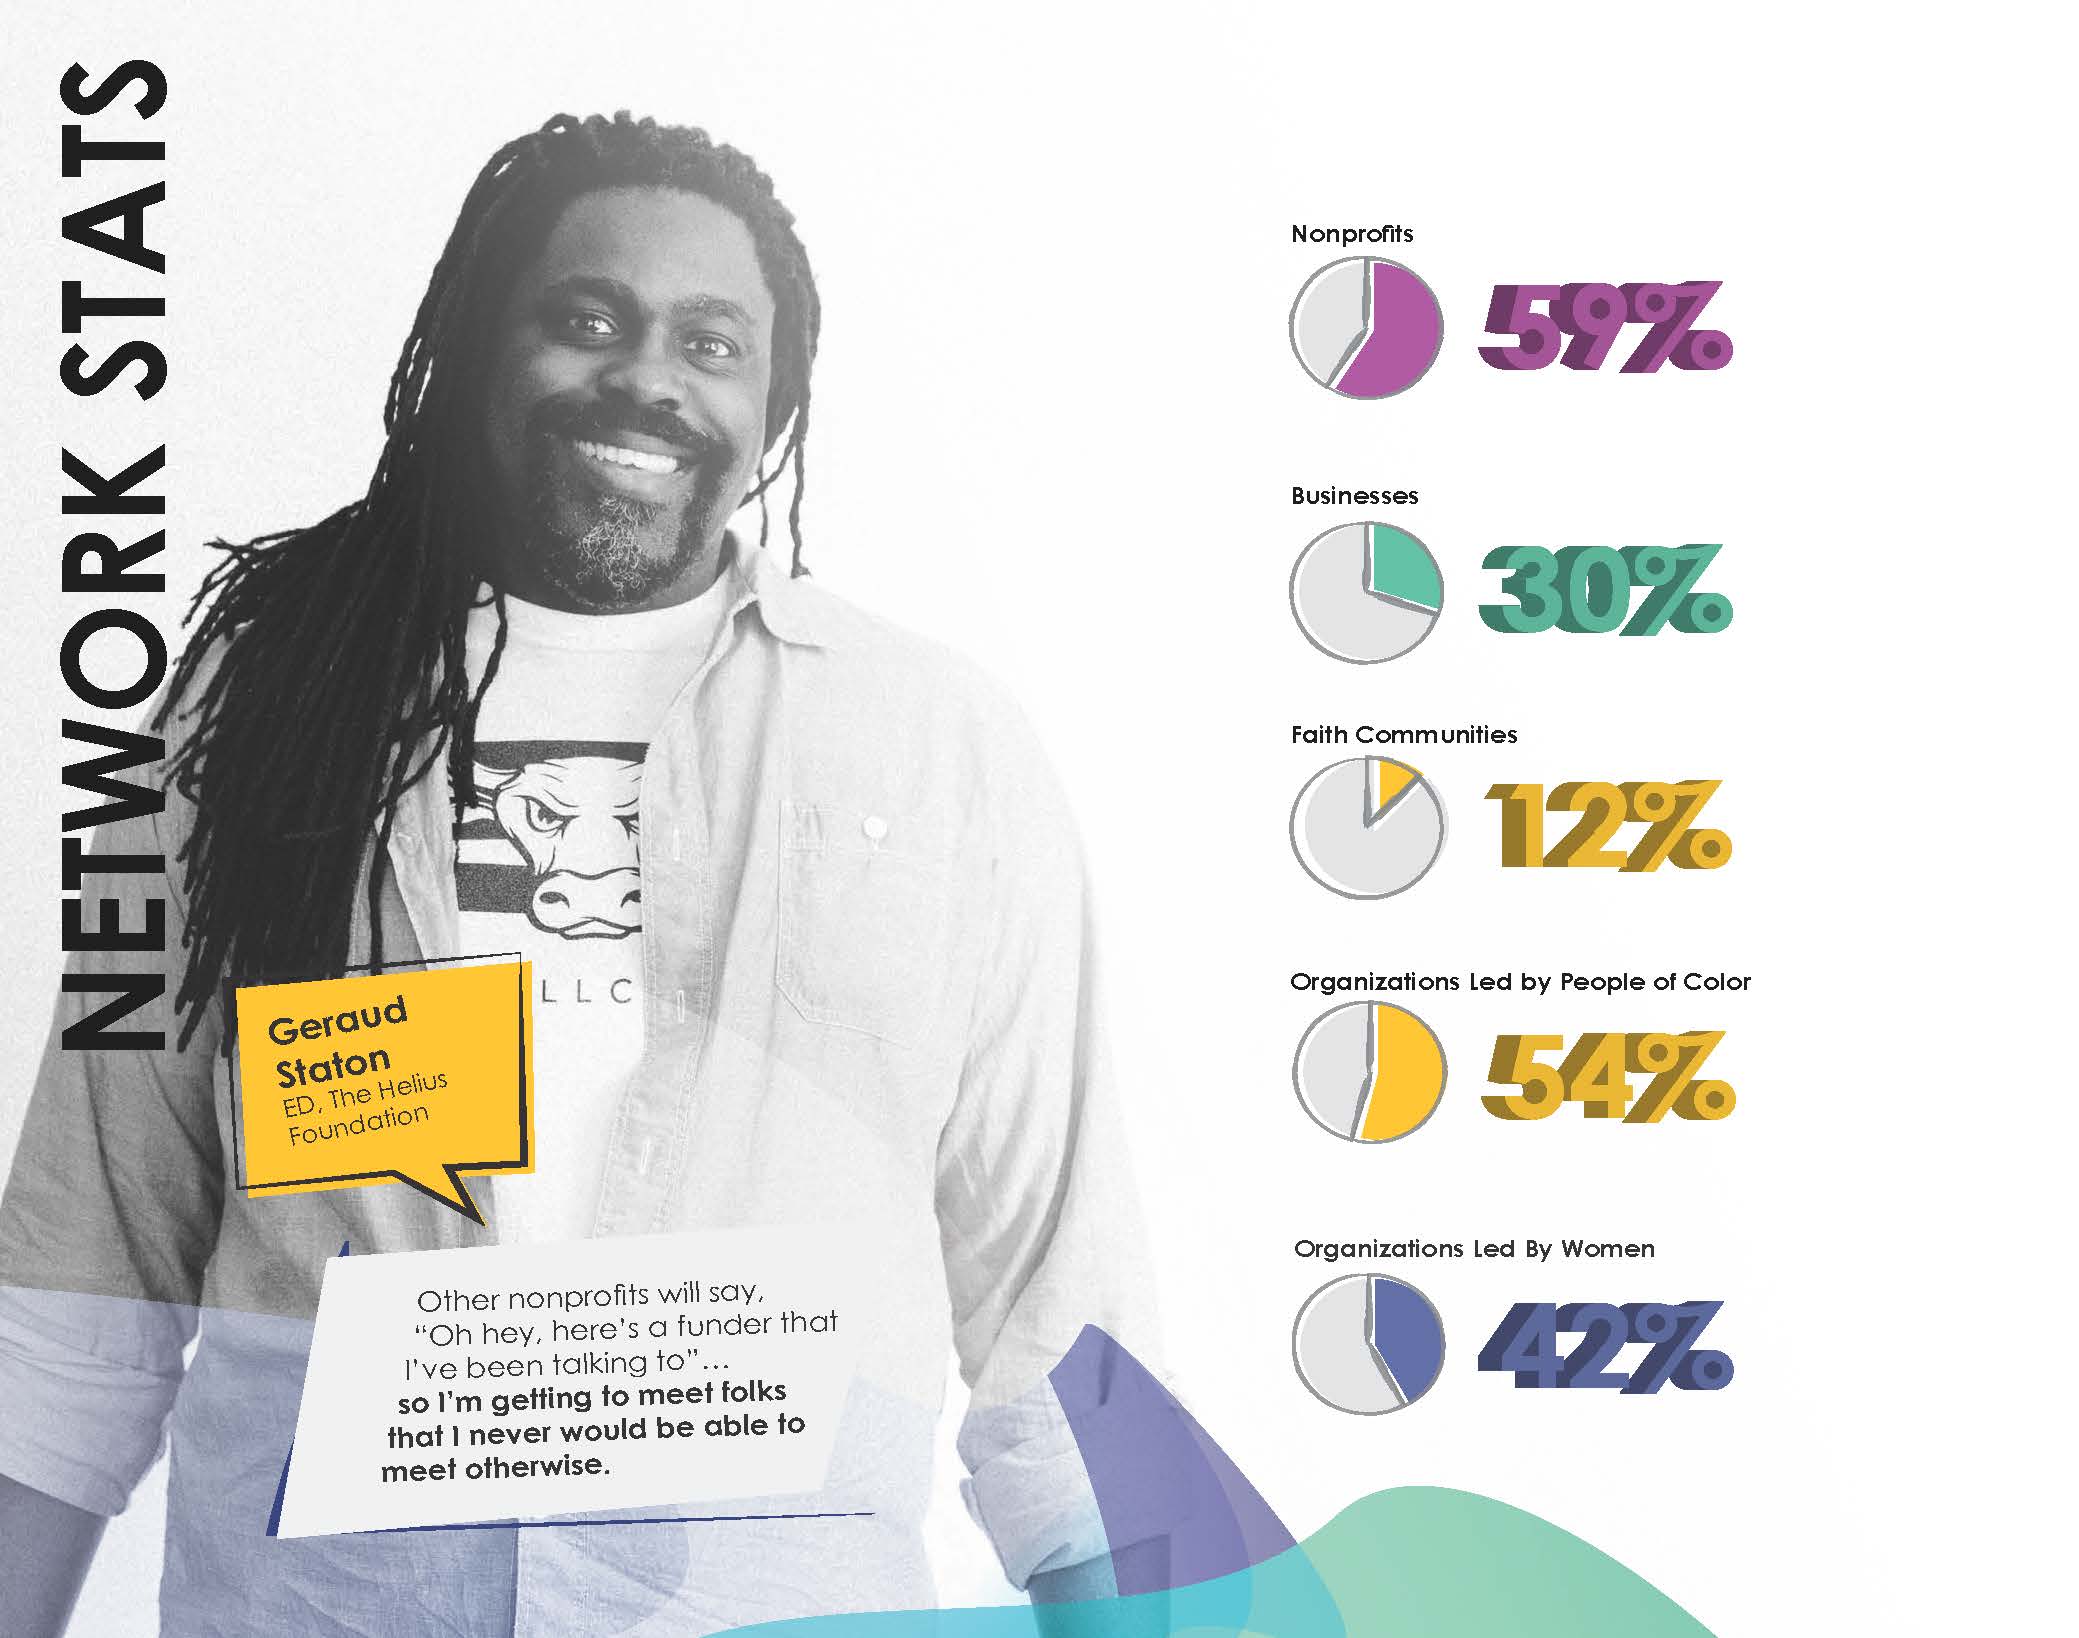 NETWORK STATS
Geraud
Staton
ED, The Helius
Foundation
LLC
Other nonprofits will say,
“Oh hey, here’s a funder that
I’ve been talking to”…
so I’m getting to meet folks
that I never would be able to
meet otherwise.
Nonprofits
59%
Businesses
30%
Faith Communities
12%
Organizations Led by People of Color
54%
Organizations Led By Women
42%